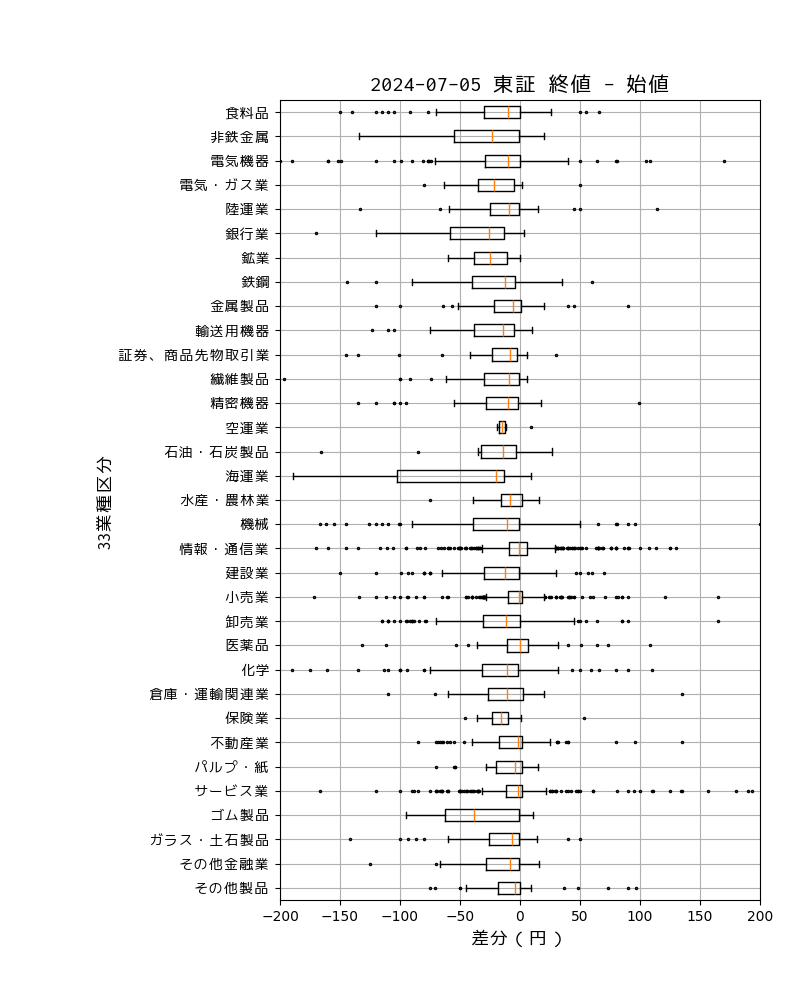 2024-07-05 東証 終値 - 始値
食料品
非鉄金属
電気機器
電気・ガス業
陸運業
銀行業
鉱業
鉄鋼
金属製品
輸送用機器
証券、商品先物取引業
繊維製品
精密機器
空運業
石油・石炭製品
海運業
水産・農林業
機械
情報・通信業
建設業
小売業
卸売業
医薬品
化学
倉庫・運輸関連業
保険業
不動産業
パルプ・紙
サービス業
ゴム製品
ガラス・土石製品
その他金融業
その他製品
33業種区分
−200 −150 −100 −50 0 50 100 150 200
差分(円)